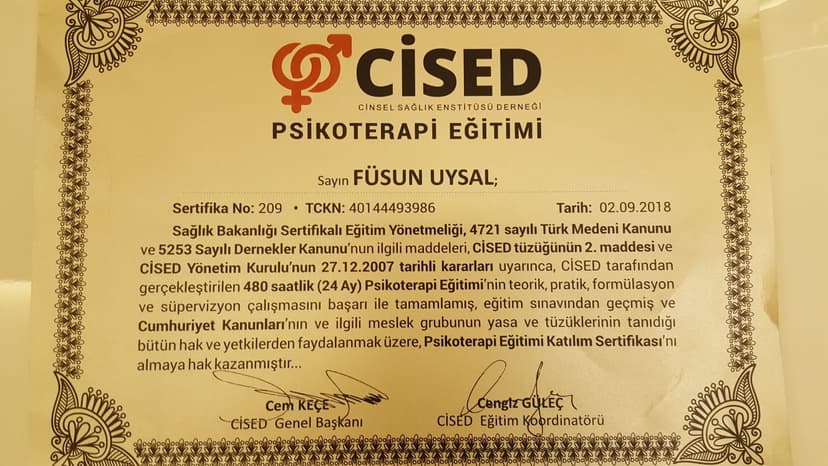 CİSED
CİNSEL SAĞLIK ENSTİTÜSÜ DERNEĞİ
PSİKOTERAPİ EĞİTİMİ
Sayın FÜSUN UYSAL;
Sertifika No: 209 • TCKN: 40144493986 Tarih: 02.09.2018
Sağlık Bakanlığı Sertifikalı Eğitim Yönetmeliği, 4721 sayılı Türk Medeni Kanunu
ve 5253 Sayılı Dernekler Kanunu'nun ilgili maddeleri, CİSED tüzüğünün 2. maddesi ve
CİSED Yönetim Kurulu'nun 27.12.2007 tarihli kararları uyarınca, CİSED tarafından
gerçekleştirilen 480 saatlik (24 Ay) Psikoterapi Eğitimi'nin teorik, pratik, formülasyon
ve süpervizyon çalışmasını başarı ile tamamlamış, eğitim sınavından geçmiş ve
Cumhuriyet Kanunları'nın ve ilgili meslek grubunun yasa ve tüzüklerinin tanıdığı
bütün hak ve yetkilerden faydalanmak üzere, Psikoterapi Eğitimi Katılım Sertifikası'nı
almaya hak kazanmıştır...
Cem KEÇE Cengiz GÜLEÇ
CİSED Genel Başkanı CİSED Eğitim Koordinatörü